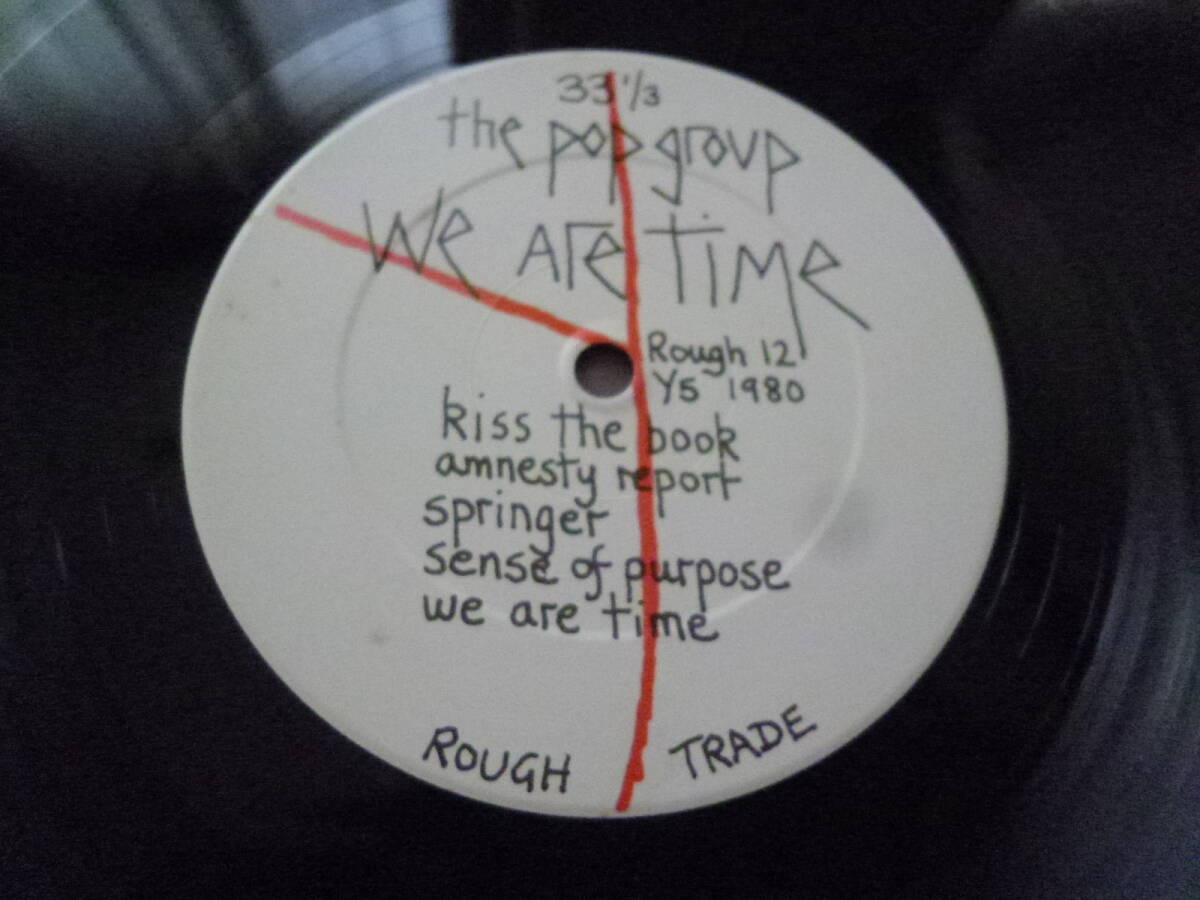 33 1/3
the pop group
We Are Time
Rough 12
Y5 1980
kiss the book
amnesty report
springer
sense of purpose
we are time
ROUGH TRADE